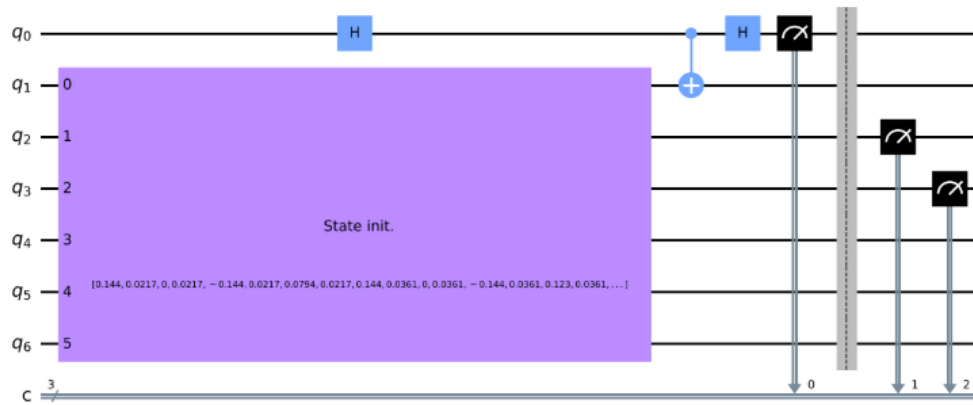 q0 H H
q1 0
q2 1
q3 2
State init.
q4 3
[0.144, 0.0217, 0, 0.0217, − 0.144, 0.0217, 0.0794, 0.0217, 0.144, 0.0361, 0, 0.0361, − 0.144, 0.0361, 0.123, 0.0361, . . . ]
q5 4
q6 5
c 3 0 1 2